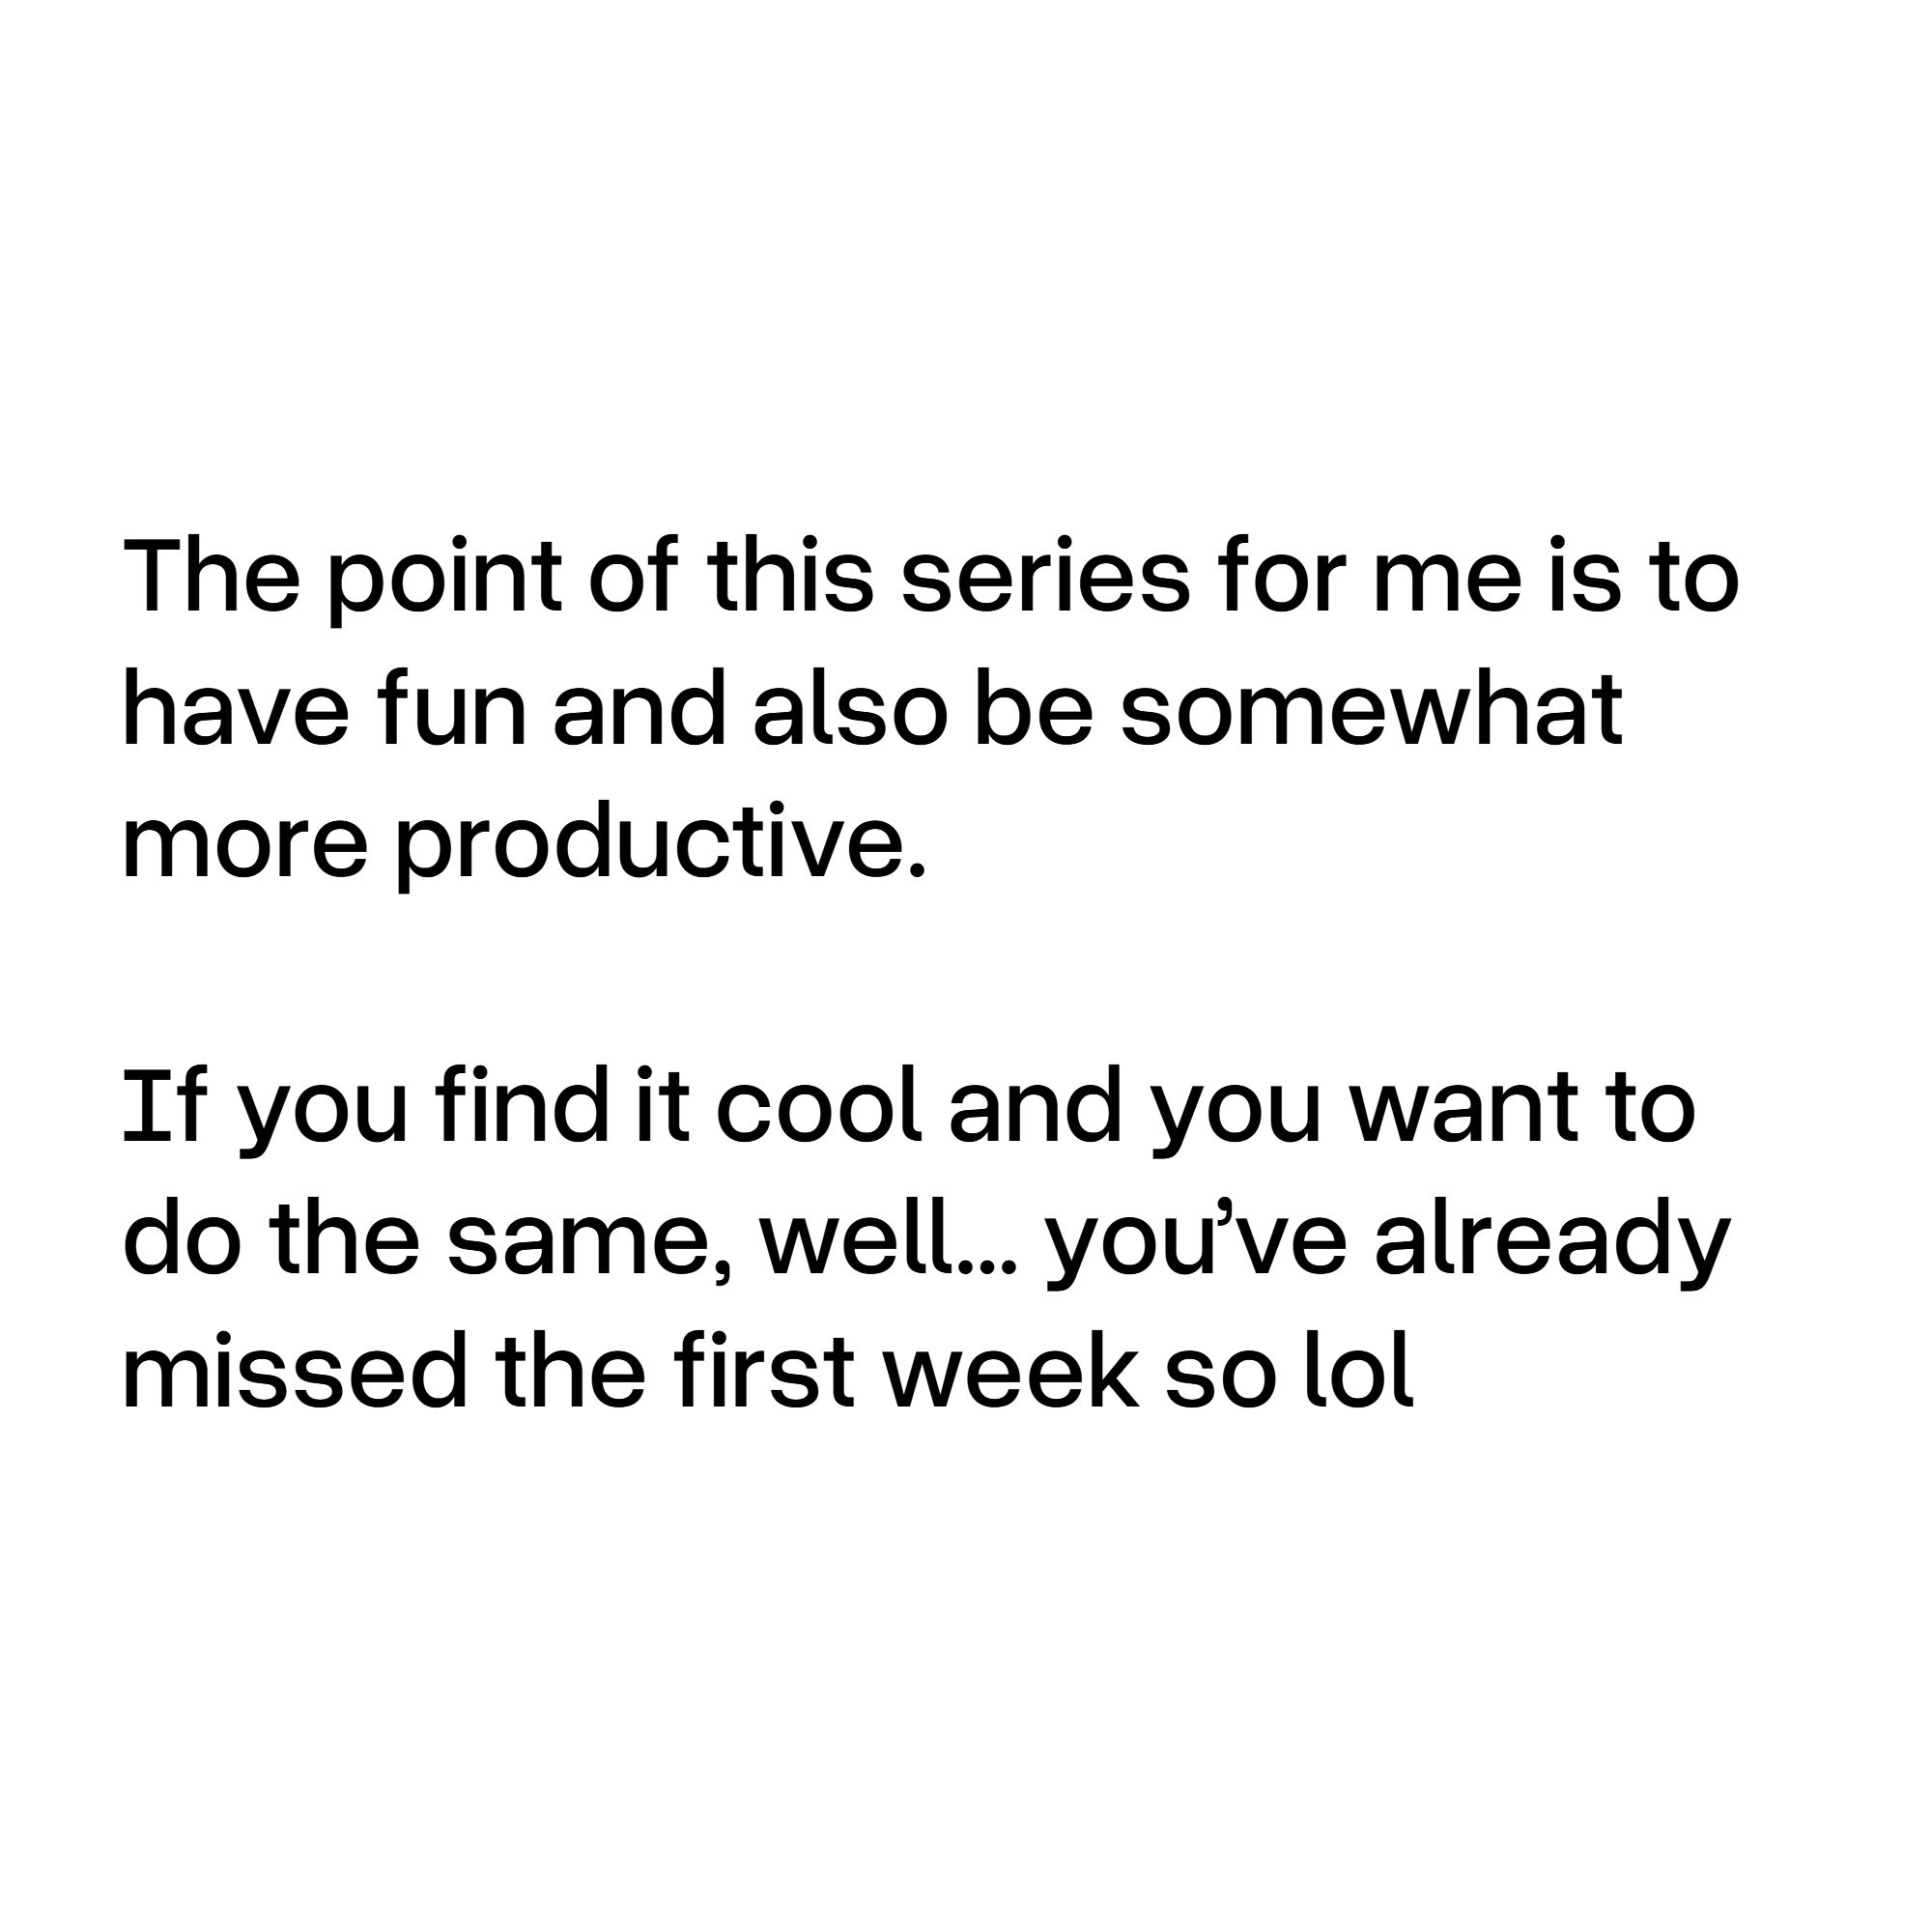 The point of this series for me is to
have fun and also be somewhat
more productive.
If you find it cool and you want to
do the same, well... you’ve already
missed the first week so lol